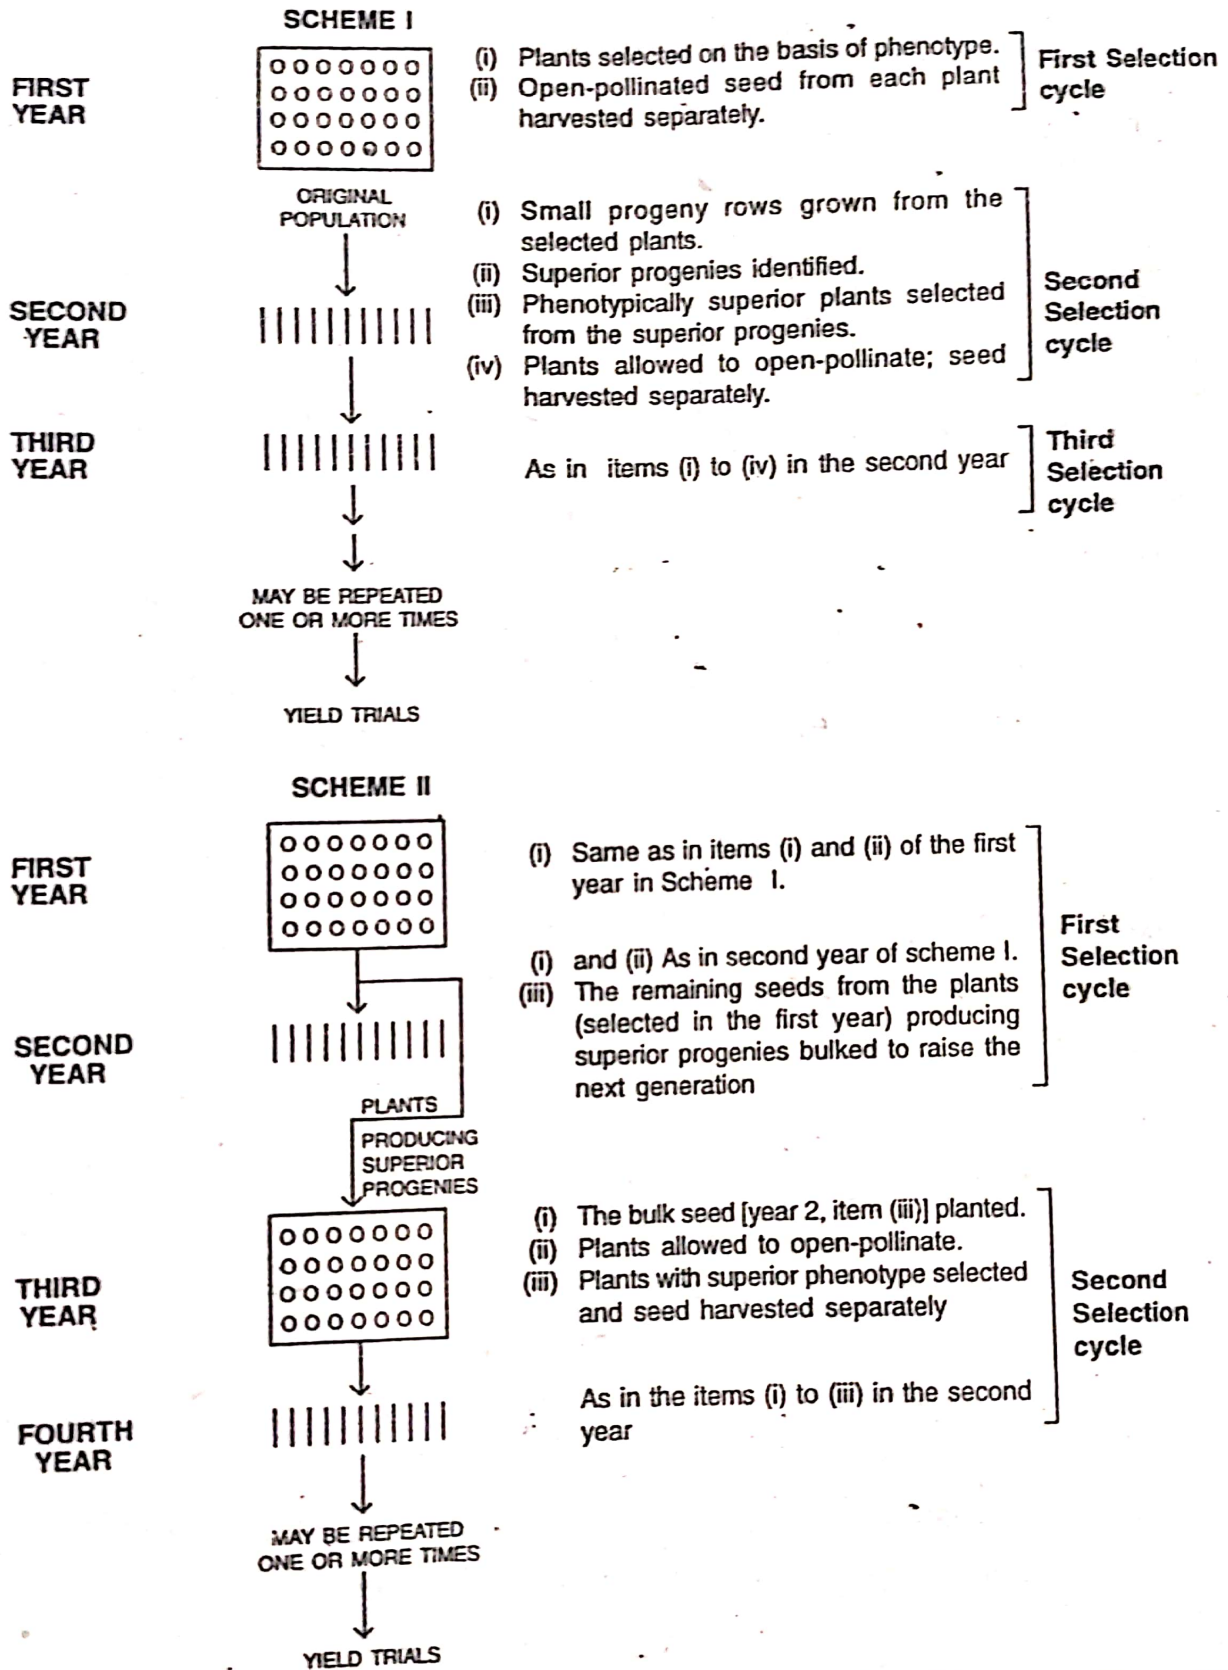 SCHEME I
FIRST
YEAR
(i) Plants selected on the basis of phenotype.
(ii) Open-pollinated seed from each plant
harvested separately.
First Selection
cycle
ORIGINAL
POPULATION
SECOND
YEAR
(i) Small progeny rows grown from the
selected plants.
(ii) Superior progenies identified.
(iii) Phenotypically superior plants selected
from the superior progenies.
(iv) Plants allowed to open-pollinate; seed
harvested separately.
Second
Selection
cycle
THIRD
YEAR
As in items (i) to (iv) in the second year
Third
Selection
cycle
MAY BE REPEATED
ONE OR MORE TIMES
YIELD TRIALS
SCHEME II
FIRST
YEAR
(i) Same as in items (i) and (ii) of the first
year in Scheme I.
SECOND
YEAR
(i) and (ii) As in second year of scheme I.
(iii) The remaining seeds from the plants
(selected in the first year) producing
superior progenies bulked to raise the
next generation
First
Selection
cycle
PLANTS
PRODUCING
SUPERIOR
PROGENIES
THIRD
YEAR
(i) The bulk seed [year 2, item (iii)] planted.
(ii) Plants allowed to open-pollinate.
(iii) Plants with superior phenotype selected
and seed harvested separately
Second
Selection
cycle
FOURTH
YEAR
As in the items (i) to (iii) in the second
year
MAY BE REPEATED
ONE OR MORE TIMES
YIELD TRIALS